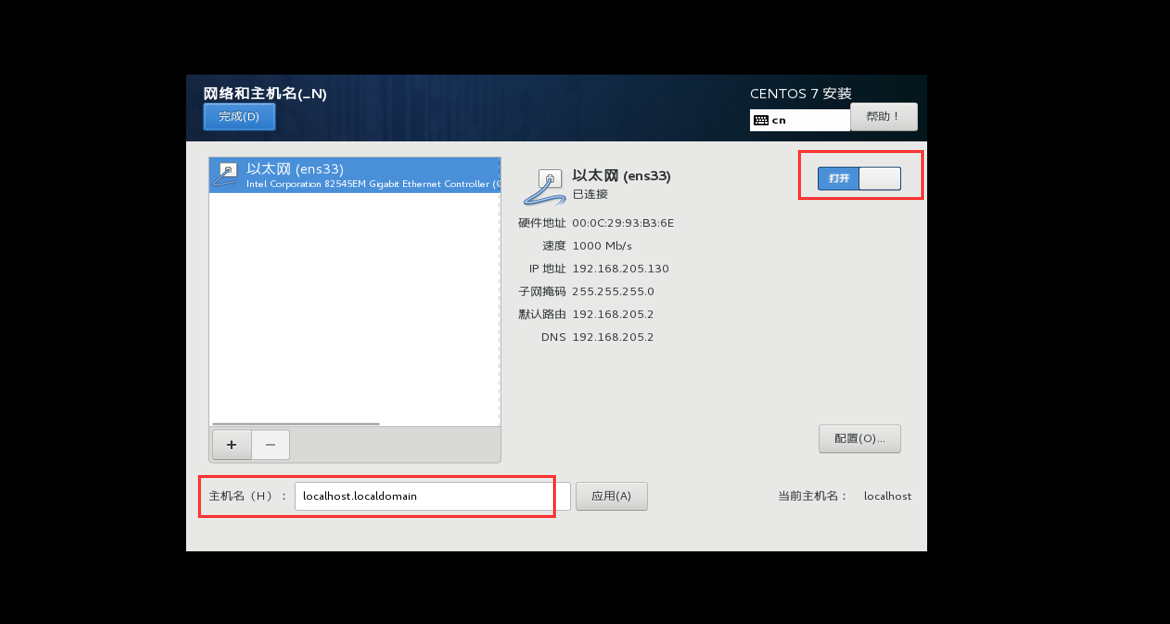 网络和主机名(_N)
完成(D)
CENTOS 7 安装
cn
帮助！
以太网 (ens33)
Intel Corporation 82545EM Gigabit Ethernet Controller (
以太网 (ens33)
已连接
打开
硬件地址 00:0C:29:93:B3:6E
速度 1000 Mb/s
IP 地址 192.168.205.130
子网掩码 255.255.255.0
默认路由 192.168.205.2
DNS 192.168.205.2
+
−
配置(O)...
主机名（H）： localhost.localdomain
应用(A)
当前主机名： localhost